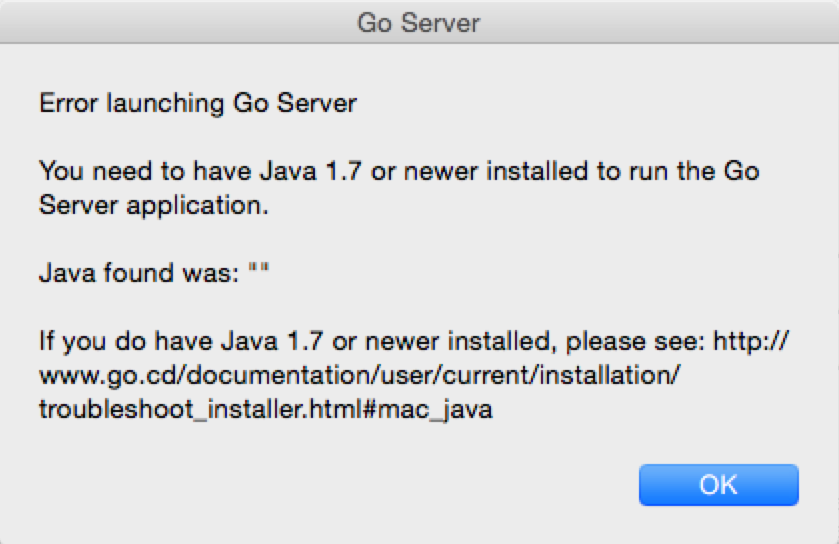 Go Server
Error launching Go Server
You need to have Java 1.7 or newer installed to run the Go
Server application.
Java found was: ""
If you do have Java 1.7 or newer installed, please see: http://
www.go.cd/documentation/user/current/installation/
troubleshoot_installer.html#mac_java
OK